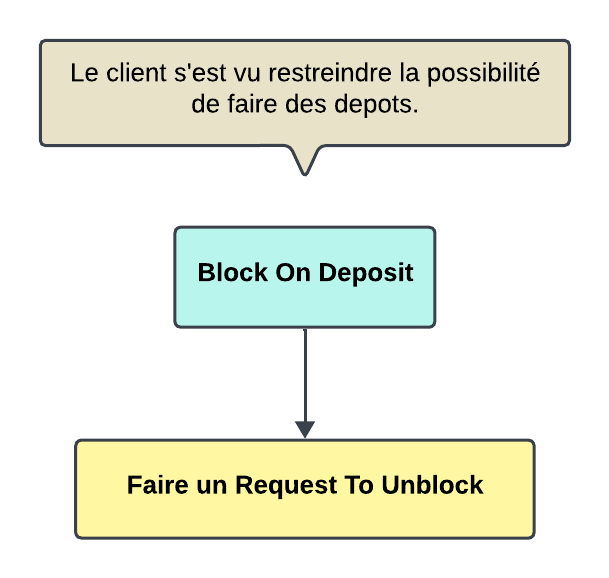 Le client s'est vu restreindre la possibilité
de faire des depots.
Block On Deposit
Faire un Request To Unblock